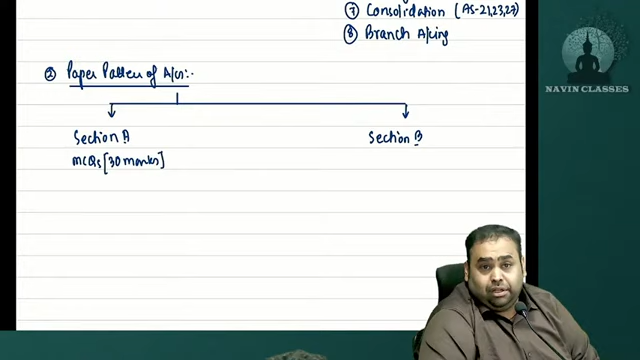 ⑦ Consolidation (AS-21,23,27)
⑧ Branch A/cing
② Paper Pattern of A/cs:-
Section A
Section B
MCQs [30 marks]
NAVIN CLASSES